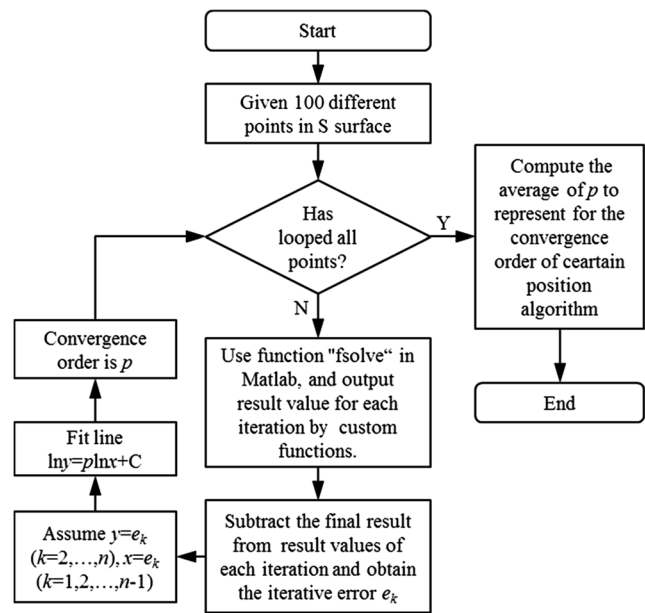 Start
Given 100 different
points in S surface
Has
looped all
points?
Y
N
Compute the
average of p to
represent for the
convergence
order of ceartain
position
algorithm
End
Use function "fsolve“ in
Matlab, and output
result value for each
iteration by custom
functions.
Subtract the final result
from result values of
each iteration and obtain
the iterative error eₖ
Assume y=eₖ
(k=2,…,n), x=eₖ
(k=1,2,…,n-1)
Fit line
lny=plnx+C
Convergence
order is p